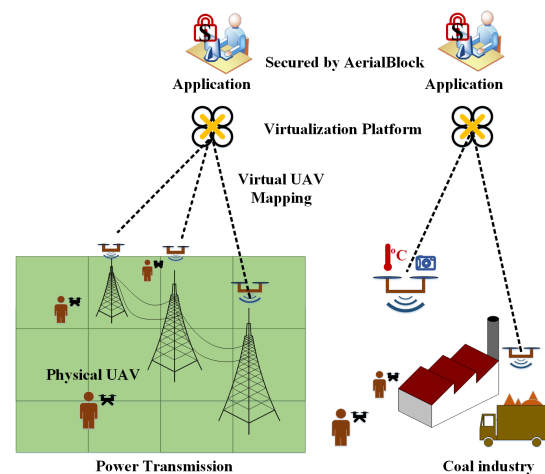 $
$
Secured by AerialBlock
Application
Application
Virtualization Platform
Virtual UAV
Mapping
°C
Physical UAV
Power Transmission
Coal industry